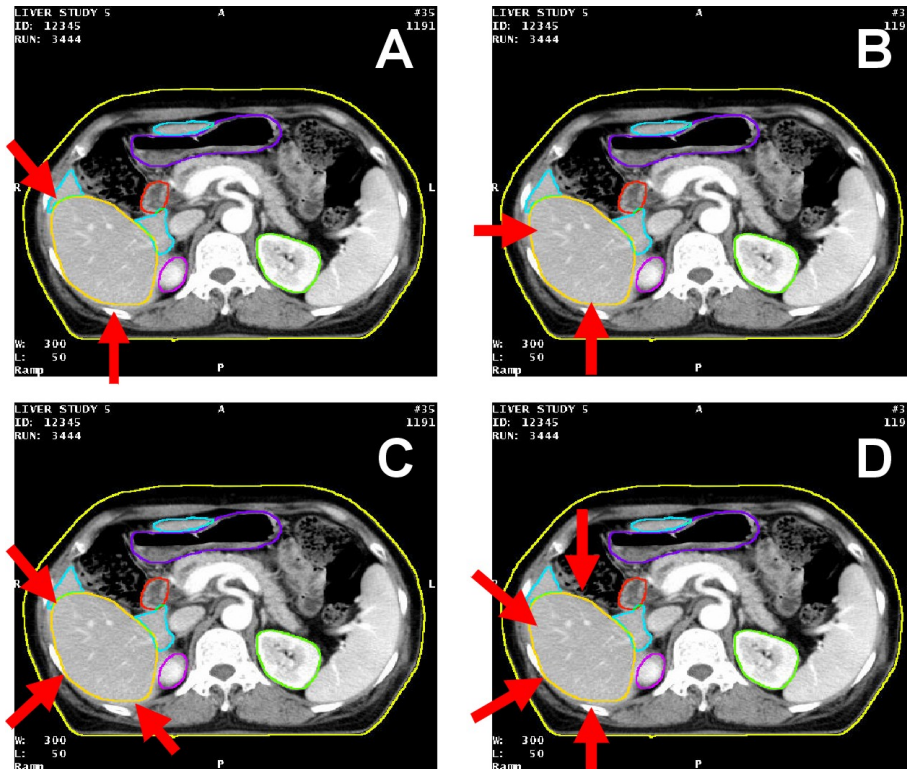 LIVER STUDY 5 A #35
ID: 12345 1191
RUN: 3444
A
R L
W: 300
L: 50
Ramp P
LIVER STUDY 5 A #3
ID: 12345 119
RUN: 3444
B
R L
W: 300
L: 50
Ramp P
LIVER STUDY 5 A #35
ID: 12345 1191
RUN: 3444
C
R L
W: 300
L: 50
Ramp P
LIVER STUDY 5 A #3
ID: 12345 119
RUN: 3444
D
R L
W: 300
L: 50
Ramp P